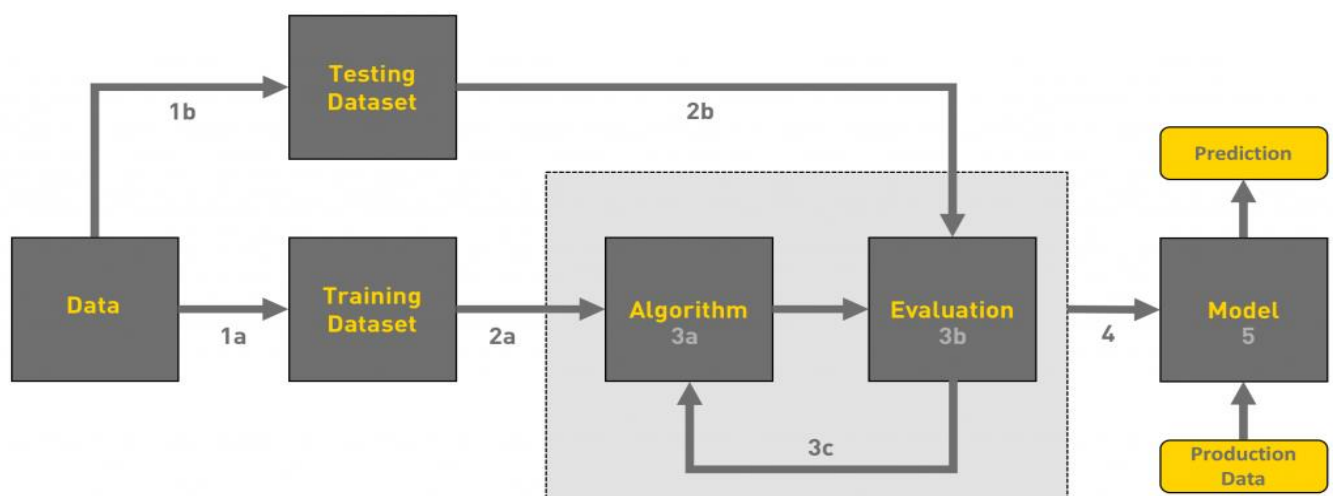 Testing
Dataset
1b
2b
Prediction
Data
Training
Dataset
Algorithm
3a
Evaluation
3b
Model
5
1a
2a
4
3c
Production
Data